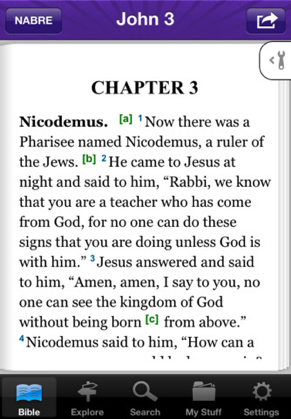 NABRE
John 3
CHAPTER 3
Nicodemus. [a] 1 Now there was a
Pharisee named Nicodemus, a ruler of
the Jews. [b] 2 He came to Jesus at
night and said to him, “Rabbi, we know
that you are a teacher who has come
from God, for no one can do these
signs that you are doing unless God is
with him.” 3 Jesus answered and said
to him, “Amen, amen, I say to you, no
one can see the kingdom of God
without being born [c] from above.”
4 Nicodemus said to him, “How can a
Bible
Explore
Search
My Stuff
Settings